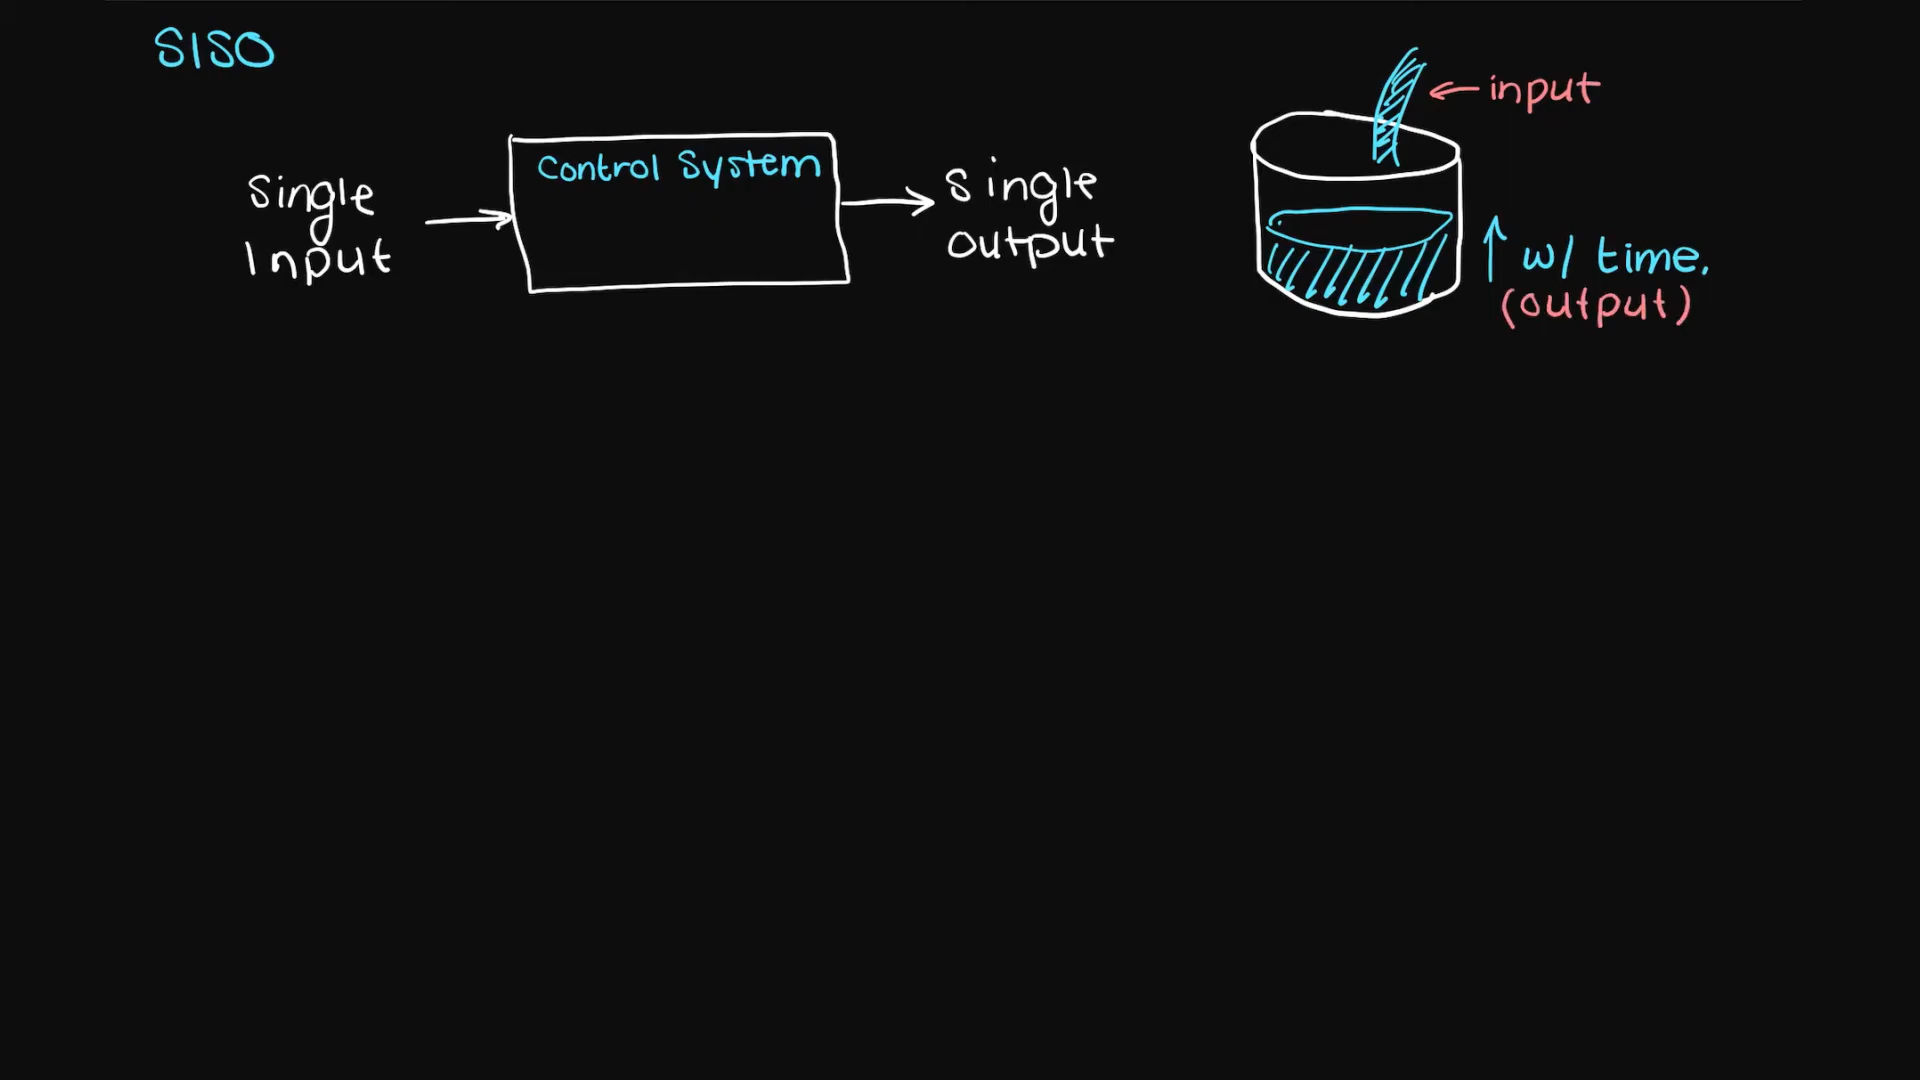 SISO
Single
Input
Control System
Single
output
← input
↑ w/ time.
(output)